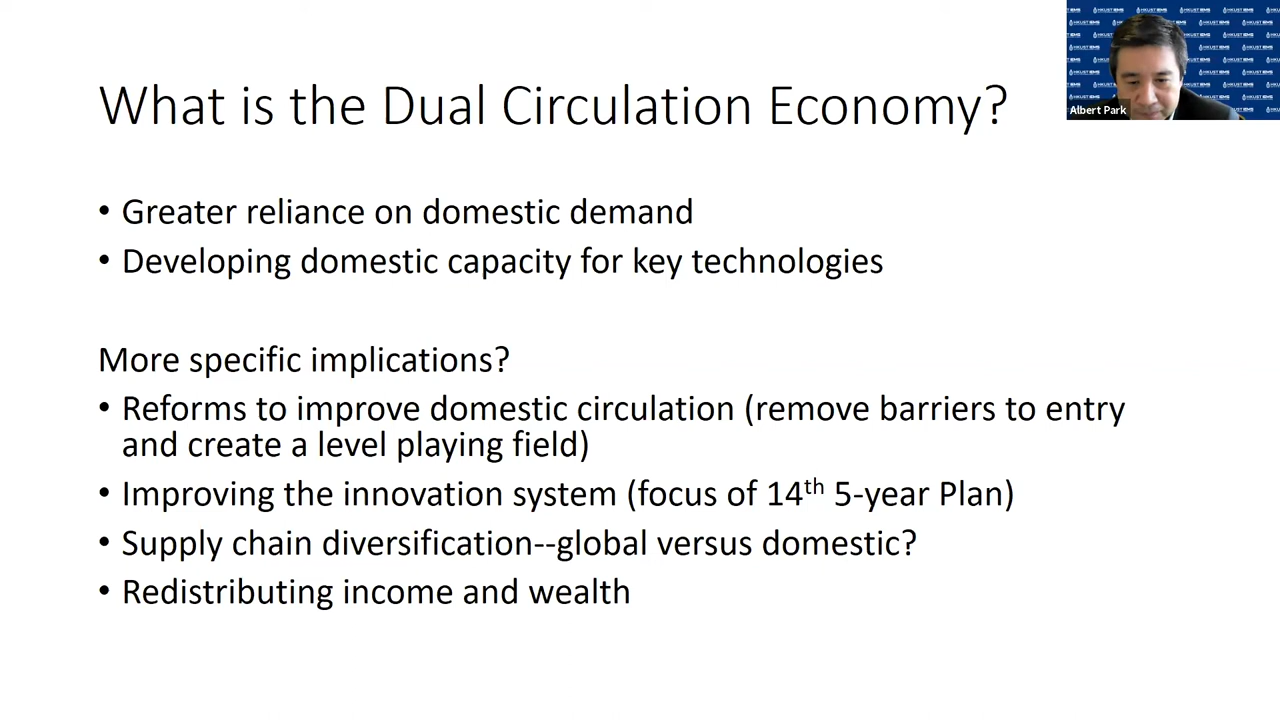 What is the Dual Circulation Economy?
HKUST IEMS
Albert Park
• Greater reliance on domestic demand
• Developing domestic capacity for key technologies
More specific implications?
• Reforms to improve domestic circulation (remove barriers to entry
and create a level playing field)
• Improving the innovation system (focus of 14th 5-year Plan)
• Supply chain diversification--global versus domestic?
• Redistributing income and wealth